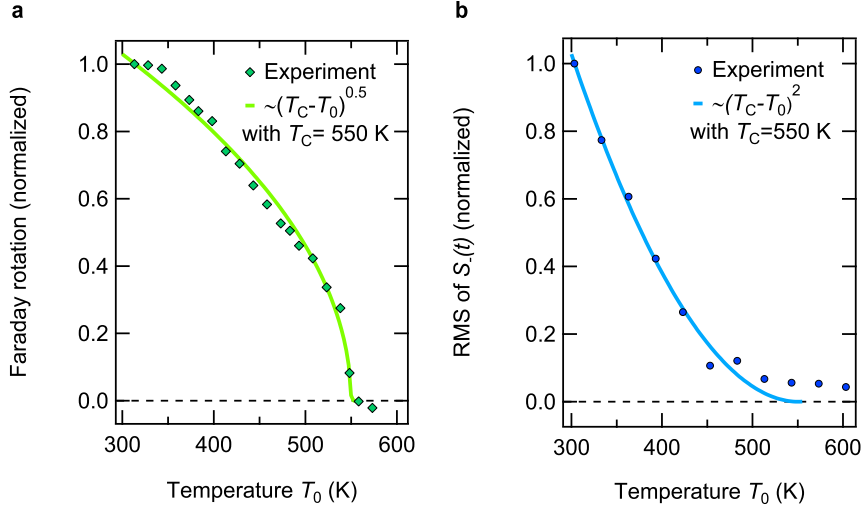 a
Faraday rotation (normalized)
1.0
0.8
0.6
0.4
0.2
0.0
300
400
500
600
Temperature T0 (K)
Experiment
~(TC-T0)^0.5
with TC= 550 K
b
RMS of S-(t) (normalized)
1.0
0.8
0.6
0.4
0.2
0.0
300
400
500
600
Temperature T0 (K)
Experiment
~(TC-T0)^2
with TC=550 K